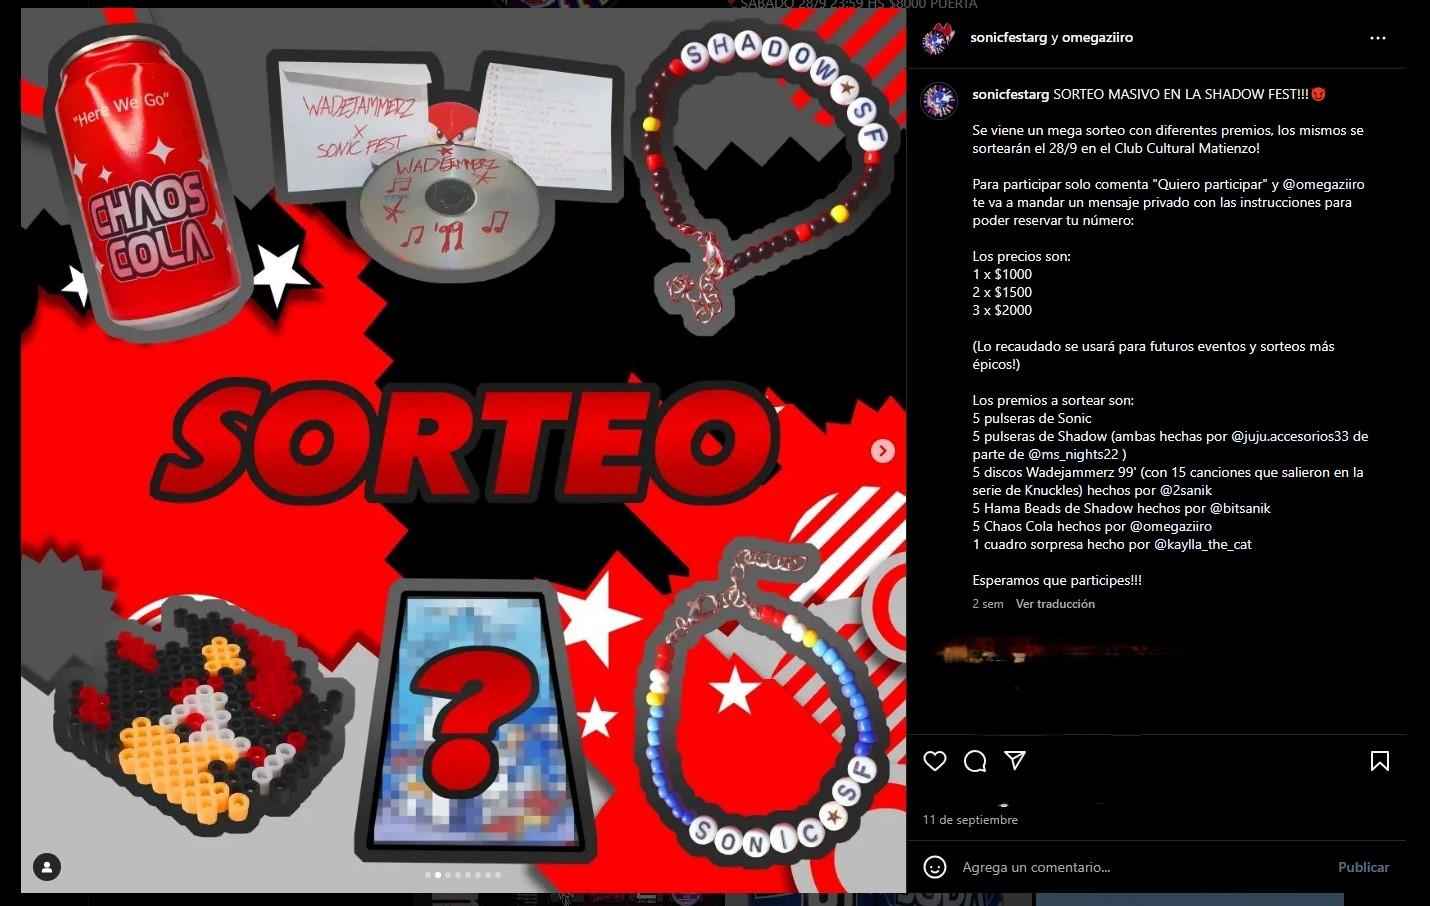 SABADO 28/9 23:59 HS $8000 PUERTA
"Here We Go"
CHAOS
COLA
WADEJAMMERZ
X
SONIC FEST
WADEJAMMERZ
'99
SHADOW★SF
SORTEO
?
SONIC★SF
sonicfestarg y omegaziiro
sonicfestarg SORTEO MASIVO EN LA SHADOW FEST!!!😈
Se viene un mega sorteo con diferentes premios, los mismos se
sortearán el 28/9 en el Club Cultural Matienzo!
Para participar solo comenta "Quiero participar" y @omegaziiro
te va a mandar un mensaje privado con las instrucciones para
poder reservar tu número:
Los precios son:
1 x $1000
2 x $1500
3 x $2000
(Lo recaudado se usará para futuros eventos y sorteos más
épicos!)
Los premios a sortear son:
5 pulseras de Sonic
5 pulseras de Shadow (ambas hechas por @juju.accesorios33 de
parte de @ms_nights22 )
5 discos Wadejammerz 99' (con 15 canciones que salieron en la
serie de Knuckles) hechos por @2sanik
5 Hama Beads de Shadow hechos por @bitsanik
5 Chaos Cola hechos por @omegaziiro
1 cuadro sorpresa hecho por @kaylla_the_cat
Esperamos que participes!!!
2 sem Ver traducción
11 de septiembre
Agrega un comentario... Publicar